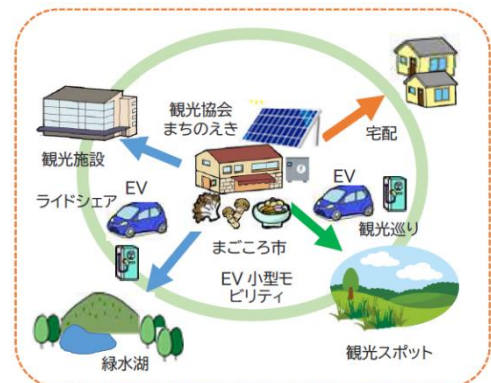 観光協会
まちのえき
宅配
観光施設
EV
ライドシェア
EV
観光巡り
まごころ市
EV 小型モ
ビリティ
緑水湖
観光スポット